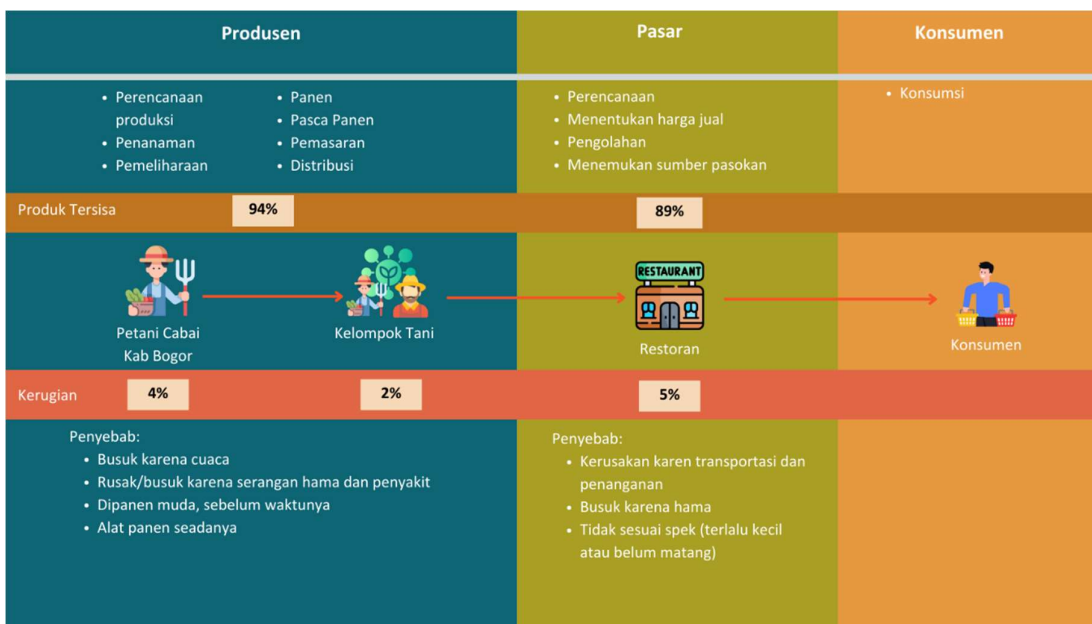 Produsen
Pasar
Konsumen
• Perencanaan
produksi
• Penanaman
• Pemeliharaan
• Panen
• Pasca Panen
• Pemasaran
• Distribusi
• Perencanaan
• Menentukan harga jual
• Pengolahan
• Menemukan sumber pasokan
• Konsumsi
Produk Tersisa
94%
89%
RESTAURANT
Petani Cabai
Kab Bogor
Kelompok Tani
Restoran
Konsumen
Kerugian
4%
2%
5%
Penyebab:
• Busuk karena cuaca
• Rusak/busuk karena serangan hama dan penyakit
• Dipanen muda, sebelum waktunya
• Alat panen seadanya
Penyebab:
• Kerusakan karen transportasi dan
penanganan
• Busuk karena hama
• Tidak sesuai spek (terlalu kecil
atau belum matang)